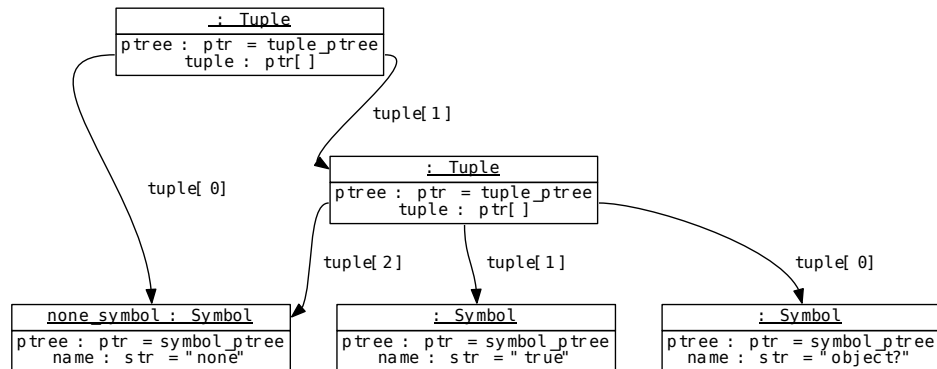 : Tuple
ptree : ptr = tuple_ptree
tuple : ptr[ ]
tuple[ 1]
: Tuple
tuple[ 0]
ptree : ptr = tuple_ptree
tuple : ptr[ ]
tuple[ 2]
tuple[ 1]
tuple[ 0]
none_symbol : Symbol
ptree : ptr = symbol_ptree
name : str = "none"
: Symbol
ptree : ptr = symbol_ptree
name : str = "true"
: Symbol
ptree : ptr = symbol_ptree
name : str = "object?"